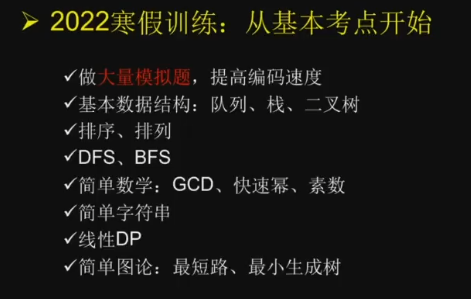 ➢ 2022寒假训练：从基本考点开始
✓做大量模拟题，提高编码速度
✓基本数据结构：队列、栈、二叉树
✓排序、排列
✓DFS、BFS
✓简单数学：GCD、快速幂、素数
✓简单字符串
✓线性DP
✓简单图论：最短路、最小生成树